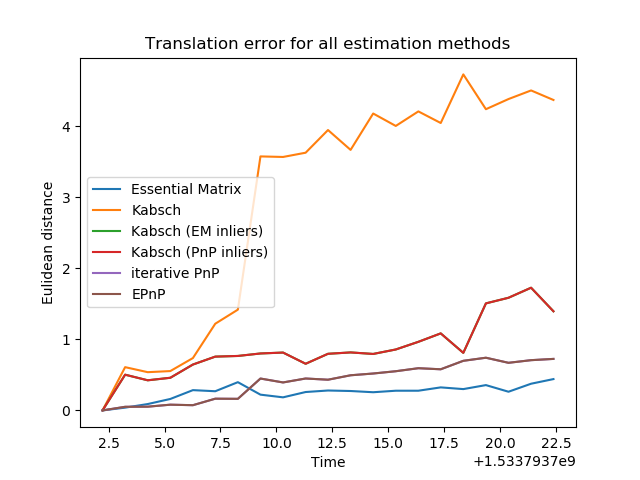 Translation error for all estimation methods
Eulidean distance
4
3
2
1
0
Essential Matrix
Kabsch
Kabsch (EM inliers)
Kabsch (PnP inliers)
iterative PnP
EPnP
2.5 5.0 7.5 10.0 12.5 15.0 17.5 20.0 22.5
Time
+1.5337937e9